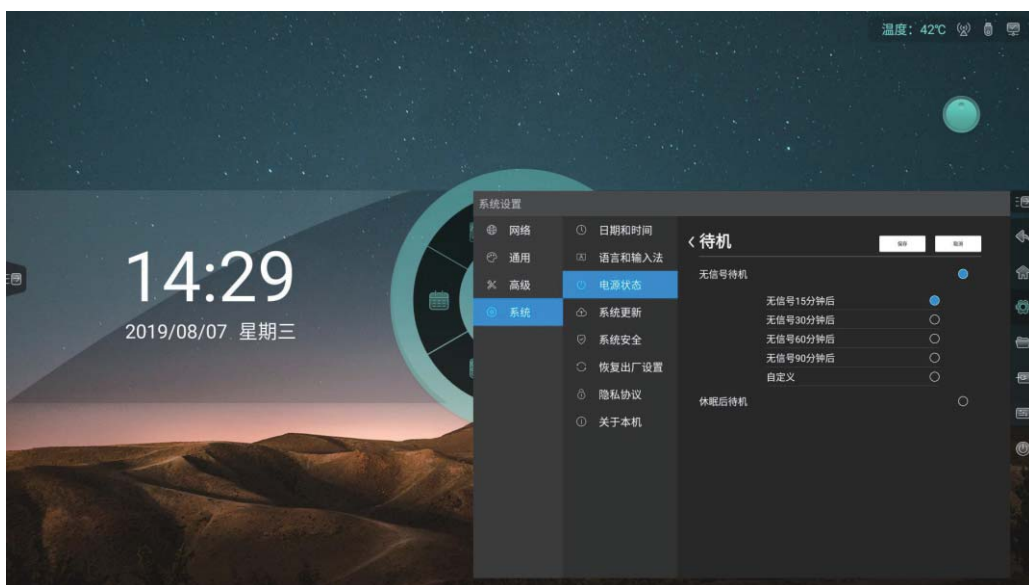 温度：42℃
系统设置
14:29
2019/08/07 星期三
网络
通用
高级
系统
日期和时间
语言和输入法
电源状态
系统更新
系统安全
恢复出厂设置
隐私协议
关于本机
待机
保存
取消
无信号待机
无信号15分钟后
无信号30分钟后
无信号60分钟后
无信号90分钟后
自定义
休眠后待机